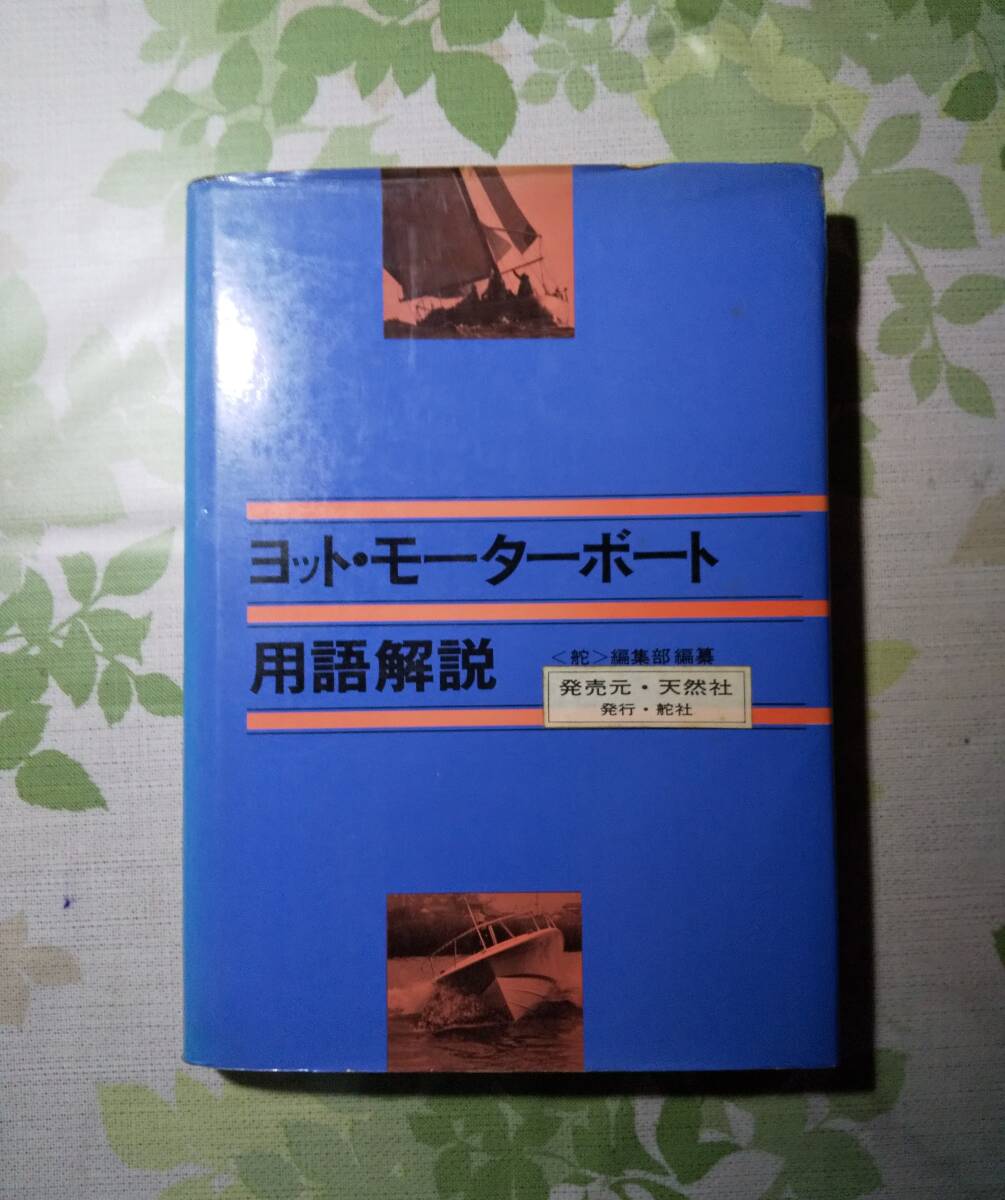 ヨット・モーターボート
用語解説
＜舵＞編集部編纂
発売元・天然社
発行・舵社